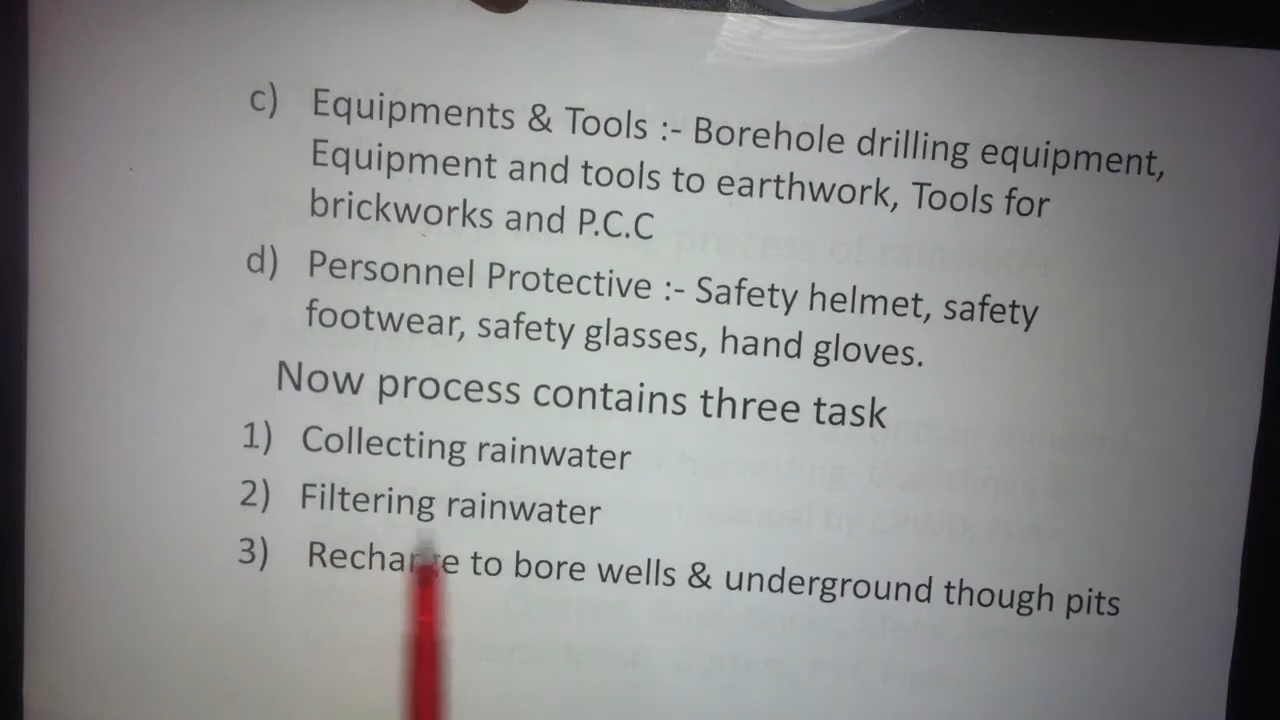 c) Equipments & Tools :- Borehole drilling equipment,
Equipment and tools to earthwork, Tools for
brickworks and P.C.C
d) Personnel Protective :- Safety helmet, safety
footwear, safety glasses, hand gloves.
Now process contains three task
1) Collecting rainwater
2) Filtering rainwater
3) Recharge to bore wells & underground though pits